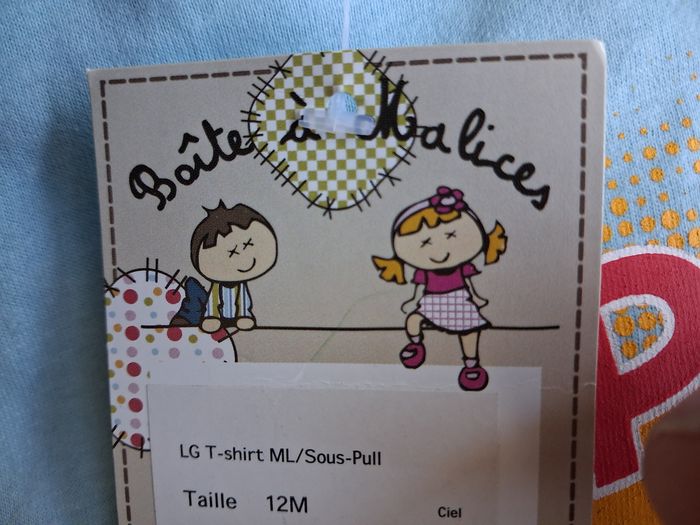 Boîte à Malices
LG T-shirt ML/Sous-Pull
Taille 12M
Ciel
P